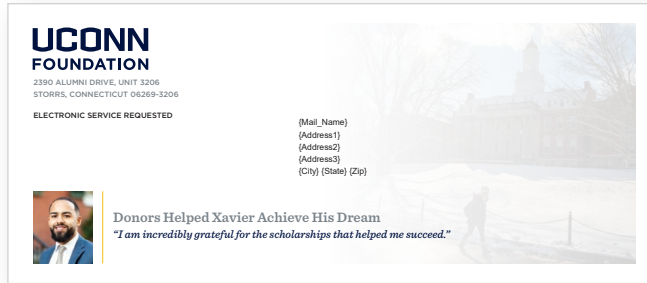 UCONN
FOUNDATION
2390 ALUMNI DRIVE, UNIT 3206
STORRS, CONNECTICUT 06269-3206
ELECTRONIC SERVICE REQUESTED
{Mail_Name}
{Address1}
{Address2}
{Address3}
{City} {State} {Zip}
Donors Helped Xavier Achieve His Dream
“I am incredibly grateful for the scholarships that helped me succeed.”